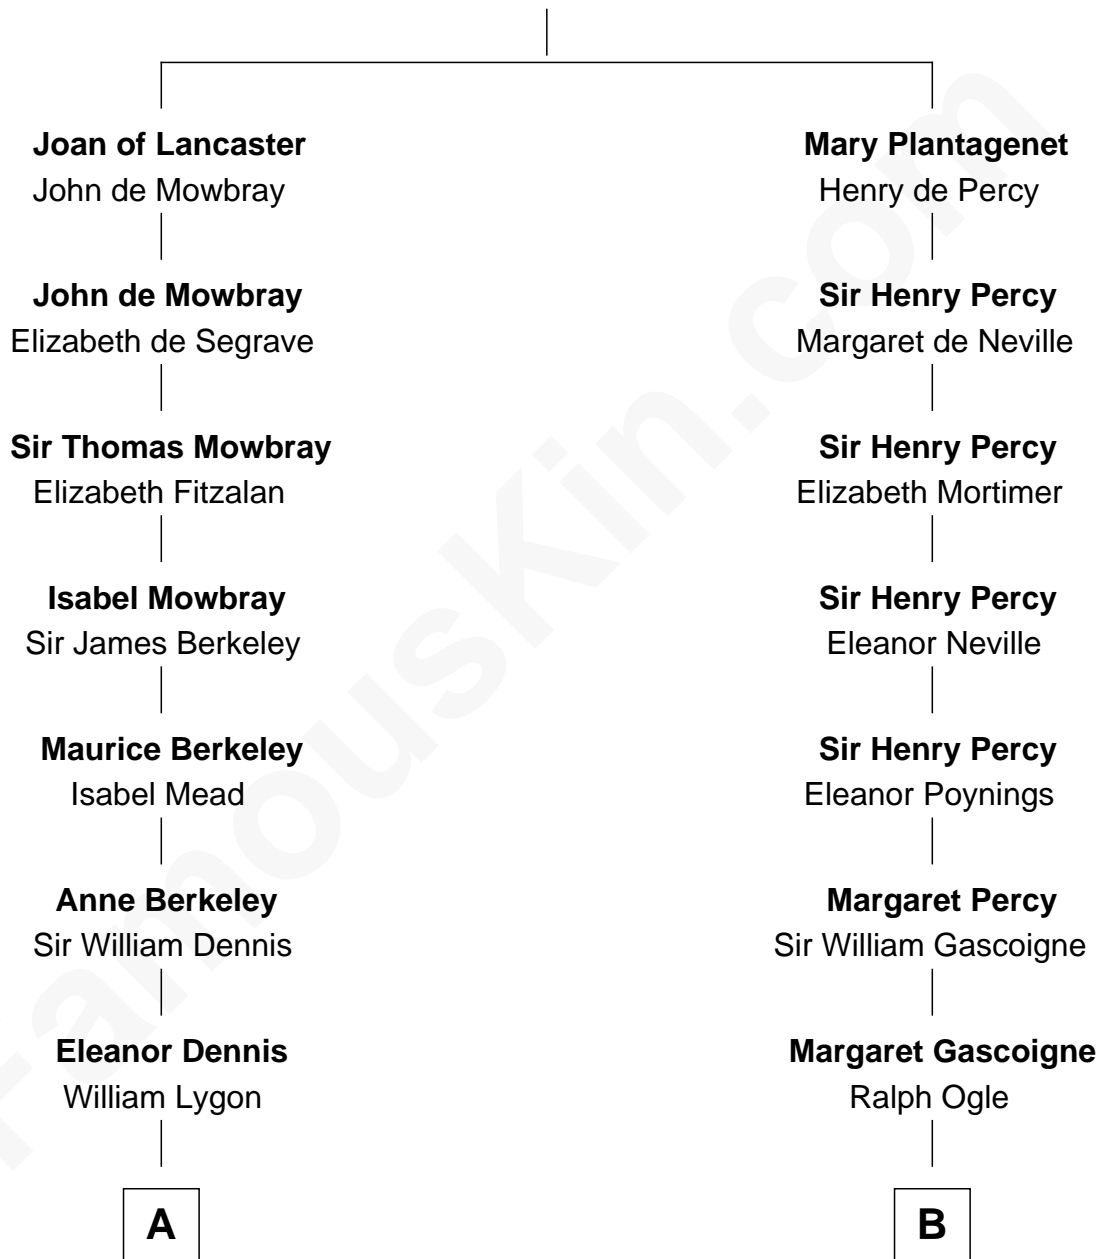 Joan of Lancaster
John de Mowbray
John de Mowbray
Elizabeth de Segrave
Sir Thomas Mowbray
Elizabeth Fitzalan
Isabel Mowbray
Sir James Berkeley
Maurice Berkeley
Isabel Mead
Anne Berkeley
Sir William Dennis
Eleanor Dennis
William Lygon
A
Mary Plantagenet
Henry de Percy
Sir Henry Percy
Margaret de Neville
Sir Henry Percy
Elizabeth Mortimer
Sir Henry Percy
Eleanor Neville
Sir Henry Percy
Eleanor Poynings
Margaret Percy
Sir William Gascoigne
Margaret Gascoigne
Ralph Ogle
B
FamousKin.com